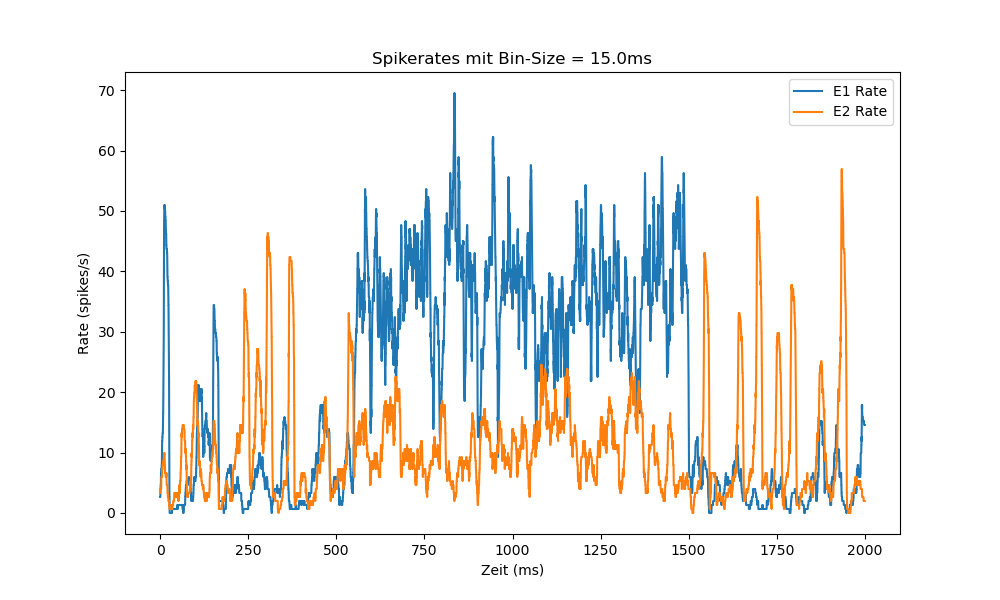 Spikerates mit Bin-Size = 15.0ms
E1 Rate
E2 Rate
70
60
50
40
30
20
10
0
Rate (spikes/s)
0 250 500 750 1000 1250 1500 1750 2000
Zeit (ms)